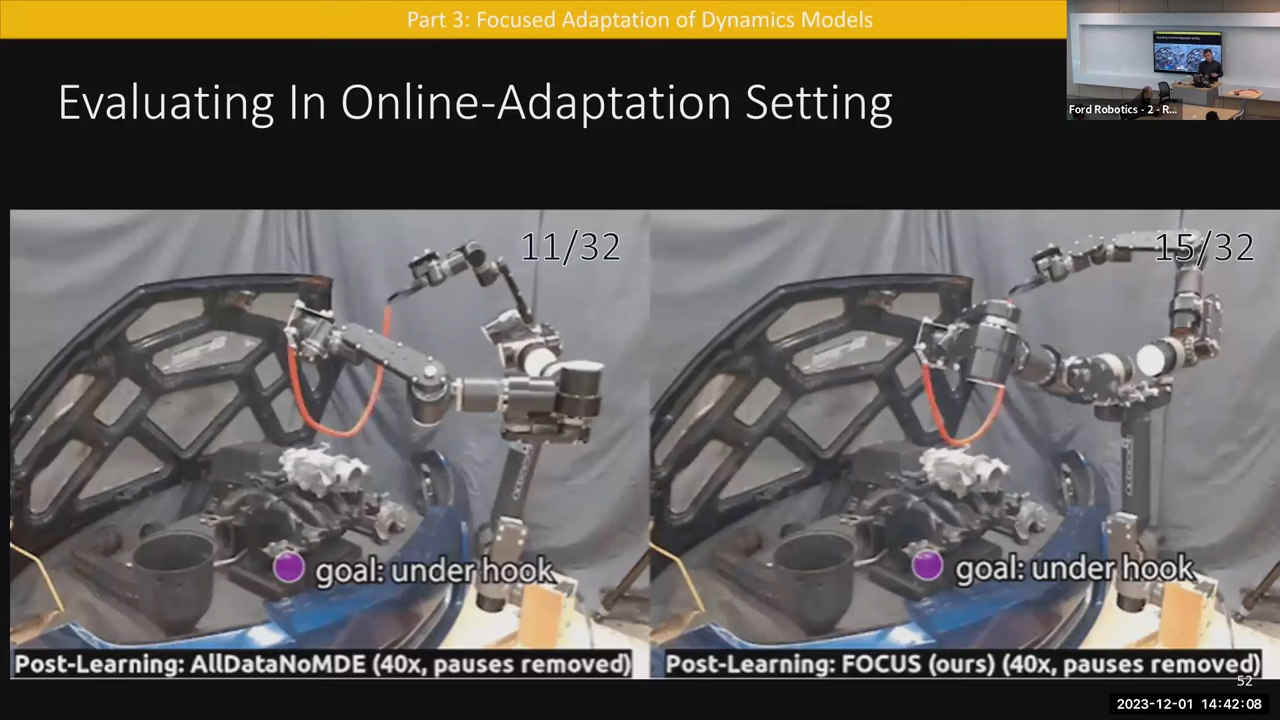 Part 3: Focused Adaptation of Dynamics Models
Ford Robotics - 2 - R...
Evaluating In Online-Adaptation Setting
11/32
15/32
goal: under hook
goal: under hook
Post-Learning: AllDataNoMDE (40x, pauses removed)
Post-Learning: FOCUS (ours) (40x, pauses removed)
52
2023-12-01 14:42:08